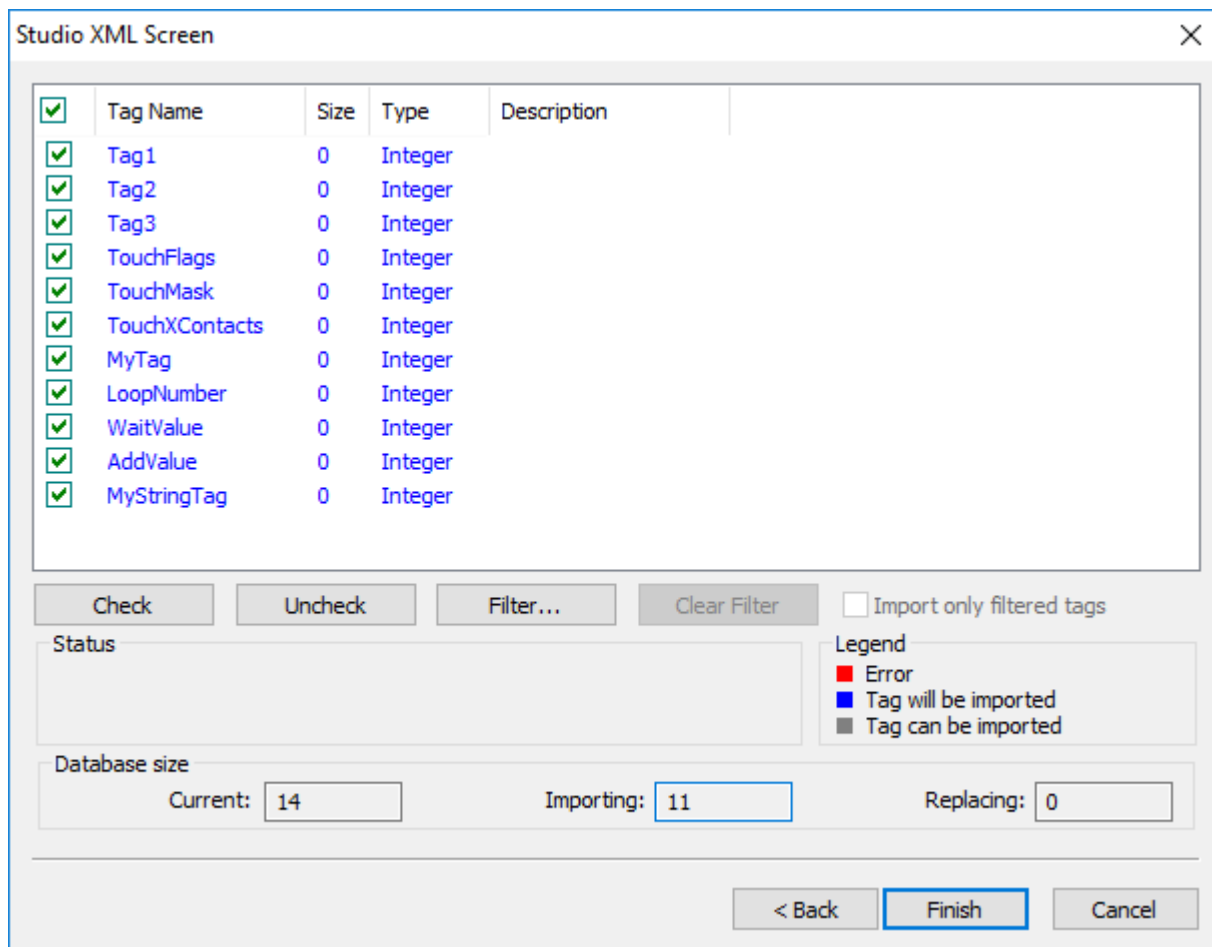 Studio XML Screen
Tag Name Size Type Description
Tag1 0 Integer
Tag2 0 Integer
Tag3 0 Integer
TouchFlags 0 Integer
TouchMask 0 Integer
TouchXContacts 0 Integer
MyTag 0 Integer
LoopNumber 0 Integer
WaitValue 0 Integer
AddValue 0 Integer
MyStringTag 0 Integer
Check Uncheck Filter... Clear Filter Import only filtered tags
Status
Legend
Error
Tag will be imported
Tag can be imported
Database size
Current: 14 Importing: 11 Replacing: 0
< Back Finish Cancel